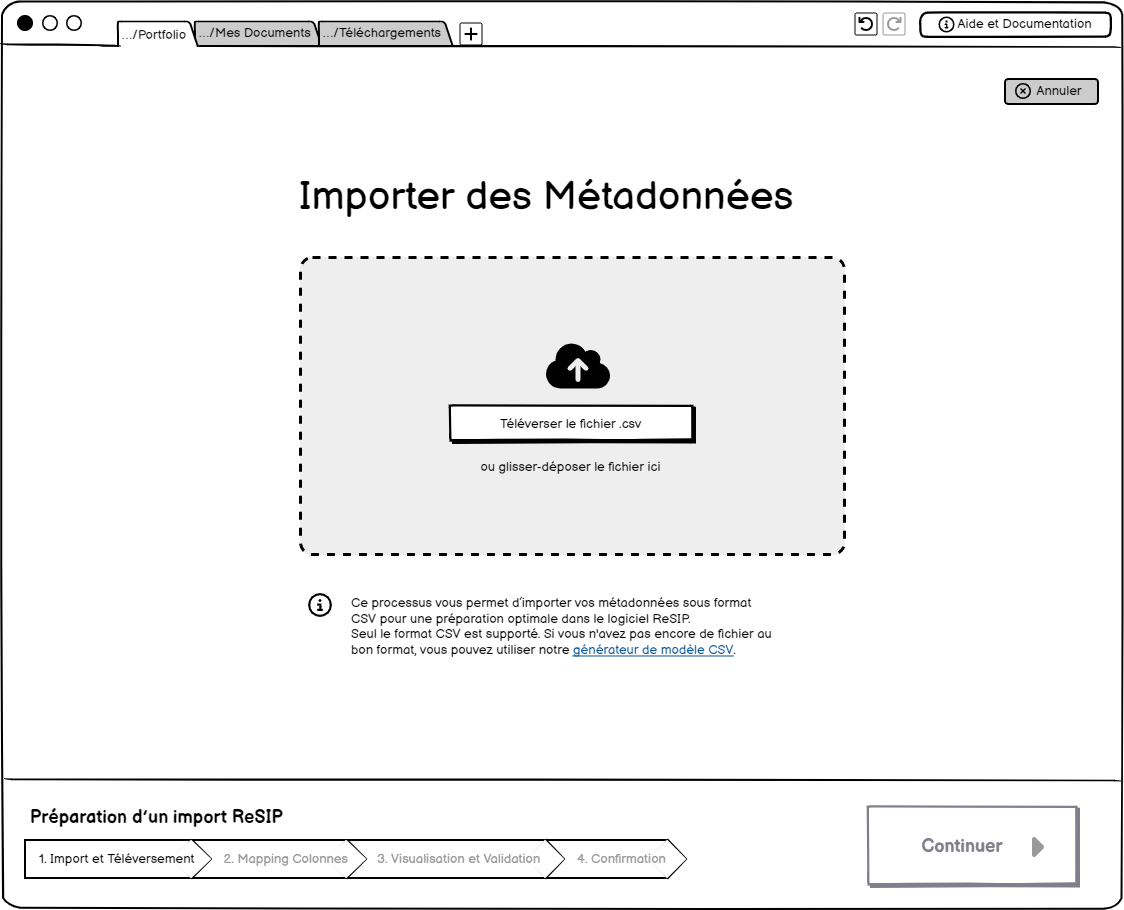 .../Portfolio
.../Mes Documents
.../Téléchargements
Aide et Documentation
Annuler
Importer des Métadonnées
Téléverser le fichier .csv
ou glisser-déposer le fichier ici
Ce processus vous permet d'importer vos métadonnées sous format
CSV pour une préparation optimale dans le logiciel ReSIP.
Seul le format CSV est supporté. Si vous n'avez pas encore de fichier au
bon format, vous pouvez utiliser notre générateur de modèle CSV.
Préparation d'un import ReSIP
1. Import et Téléversement
2. Mapping Colonnes
3. Visualisation et Validation
4. Confirmation
Continuer